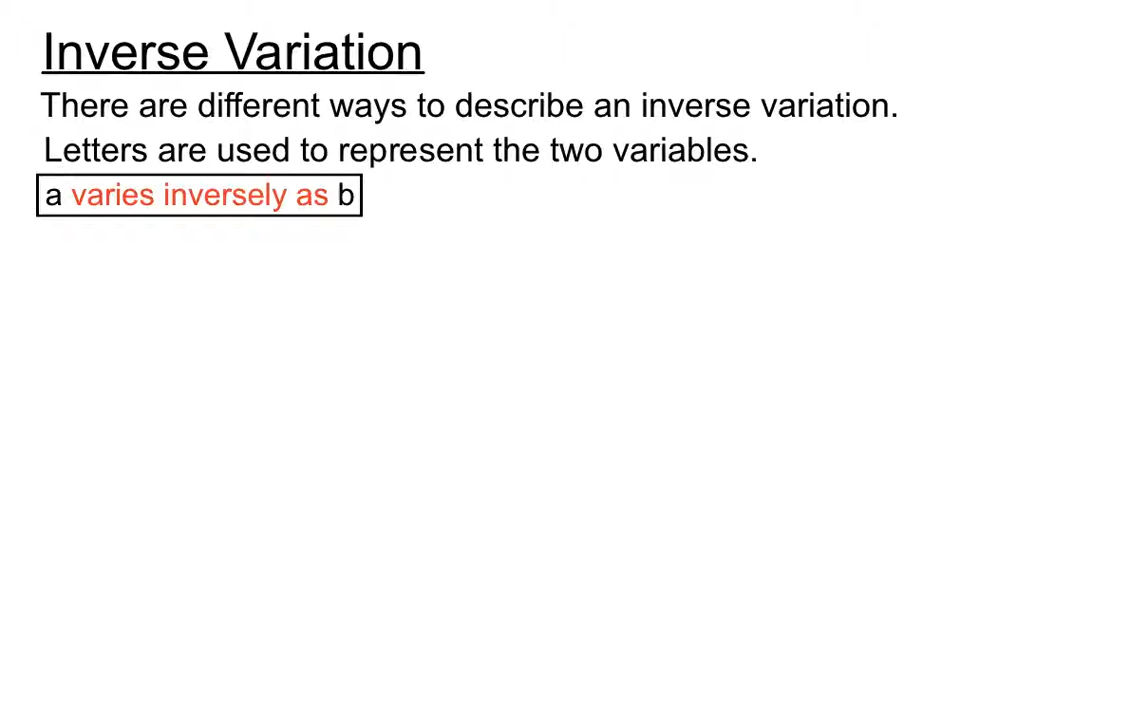 Inverse Variation
There are different ways to describe an inverse variation.
Letters are used to represent the two variables.
a varies inversely as b